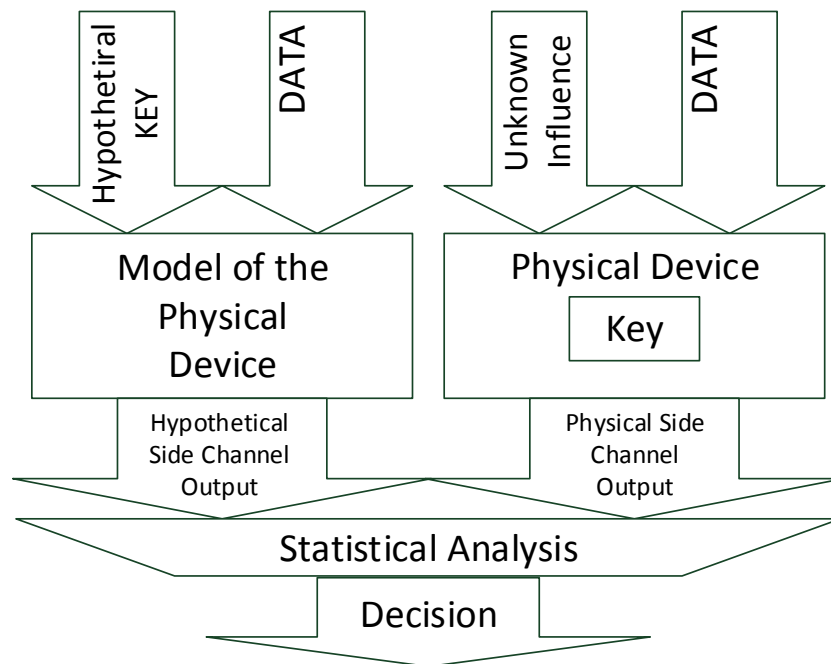 Hypothetiral
KEY
DATA
Unknown
Influence
DATA
Model of the
Physical
Device
Physical Device
Key
Hypothetical
Side Channel
Output
Physical Side
Channel
Output
Statistical Analysis
Decision